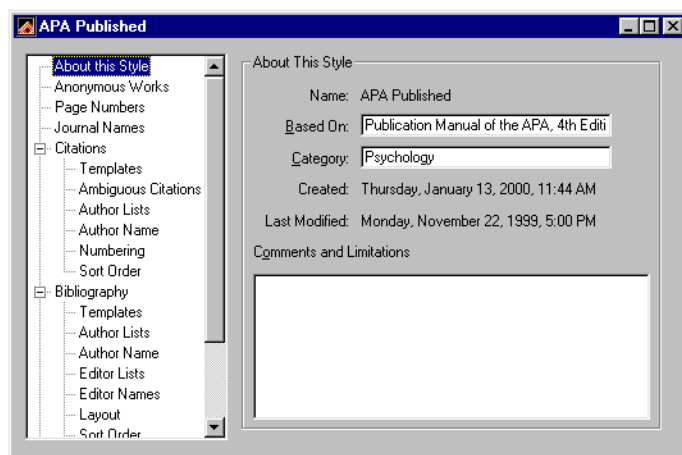 APA Published
About this Style
Anonymous Works
Page Numbers
Journal Names
Citations
Templates
Ambiguous Citations
Author Lists
Author Name
Numbering
Sort Order
Bibliography
Templates
Author Lists
Author Name
Editor Lists
Editor Names
Layout
Sort Order
About This Style
Name: APA Published
Based On: Publication Manual of the APA, 4th Editi
Category: Psychology
Created: Thursday, January 13, 2000, 11:44 AM
Last Modified: Monday, November 22, 1999, 5:00 PM
Comments and Limitations